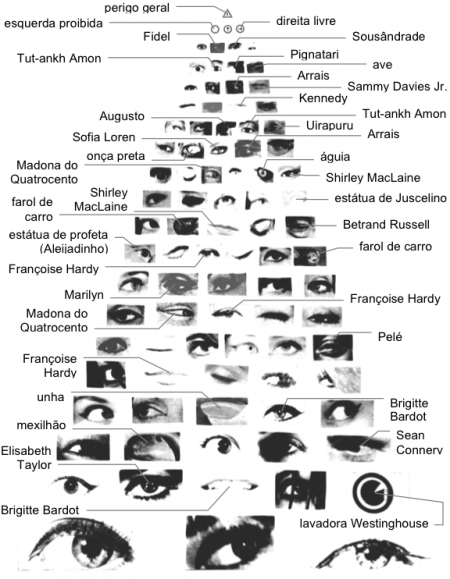 perigo geral
esquerda proibida
direita livre
Fidel
Sousândrade
Tut-ankh Amon
Pignatari
ave
Arrais
Sammy Davies Jr.
Kennedy
Augusto
Tut-ankh Amon
Uirapuru
Sofia Loren
Arrais
onça preta
águia
Madona do
Quatrocento
Shirley MacLaine
Shirley
MacLaine
farol de
carro
estátua de Juscelino
Betrand Russell
estátua de profeta
(Aleijadinho)
farol de carro
Françoise Hardy
Marilyn
Françoise Hardy
Madona do
Quatrocento
Pelé
Françoise
Hardy
unha
Brigitte
Bardot
mexilhão
Sean
Connery
Elisabeth
Taylor
Brigitte Bardot
lavadora Westinghouse